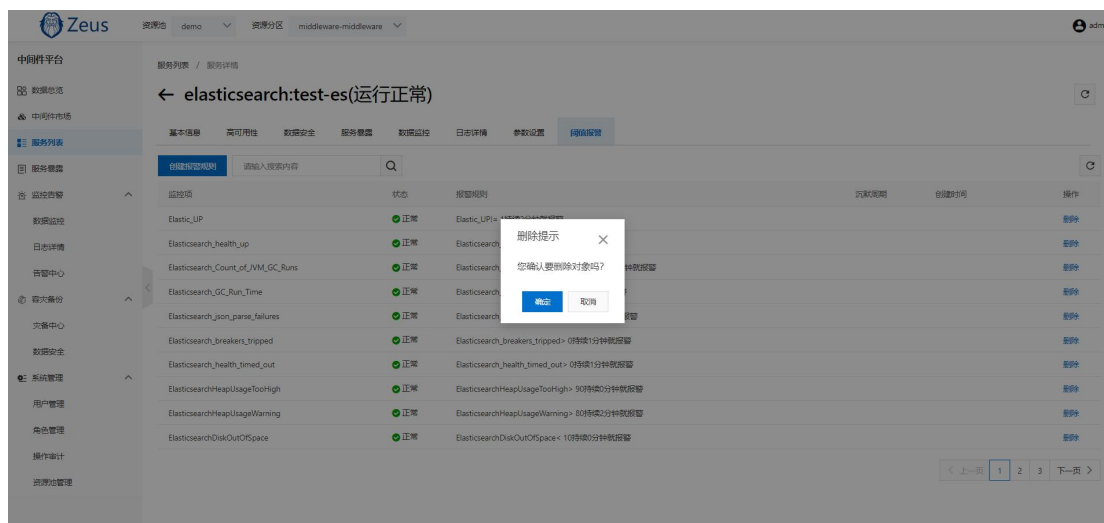 Zeus
资源池 demo 资源分区 middleware-middleware
adm
中间件平台
数据总览
中间件市场
服务列表
服务暴露
监控告警
数据监控
日志详情
告警中心
容灾备份
灾备中心
数据安全
系统管理
用户管理
角色管理
操作审计
资源池管理
服务列表 / 服务详情
← elasticsearch:test-es(运行正常)
基本信息 高可用性 数据安全 服务暴露 数据监控 日志详情 参数设置 阈值报警
创建报警规则 请输入搜索内容
监控项 状态 报警规则 沉默周期 创建时间 操作
Elastic_UP 正常 Elastic_UP!= 删除
Elasticsearch_health_up 正常 Elasticsearch_ 删除
Elasticsearch_Count_of_JVM_GC_Runs 正常 Elasticsearch_ 钟就报警 删除
Elasticsearch_GC_Run_Time 正常 Elasticsearch_ 删除
Elasticsearch_json_parse_failures 正常 Elasticsearch_ 报警 删除
Elasticsearch_breakers_tripped 正常 Elasticsearch_breakers_tripped> 0持续1分钟就报警 删除
Elasticsearch_health_timed_out 正常 Elasticsearch_health_timed_out> 0持续1分钟就报警 删除
ElasticsearchHeapUsageTooHigh 正常 ElasticsearchHeapUsageTooHigh> 90持续0分钟就报警 删除
ElasticsearchHeapUsageWarning 正常 ElasticsearchHeapUsageWarning> 80持续2分钟就报警 删除
ElasticsearchDiskOutOfSpace 正常 ElasticsearchDiskOutOfSpace< 10持续0分钟就报警 删除
删除提示
您确认要删除对象吗?
确定 取消
上一页 1 2 3 下一页